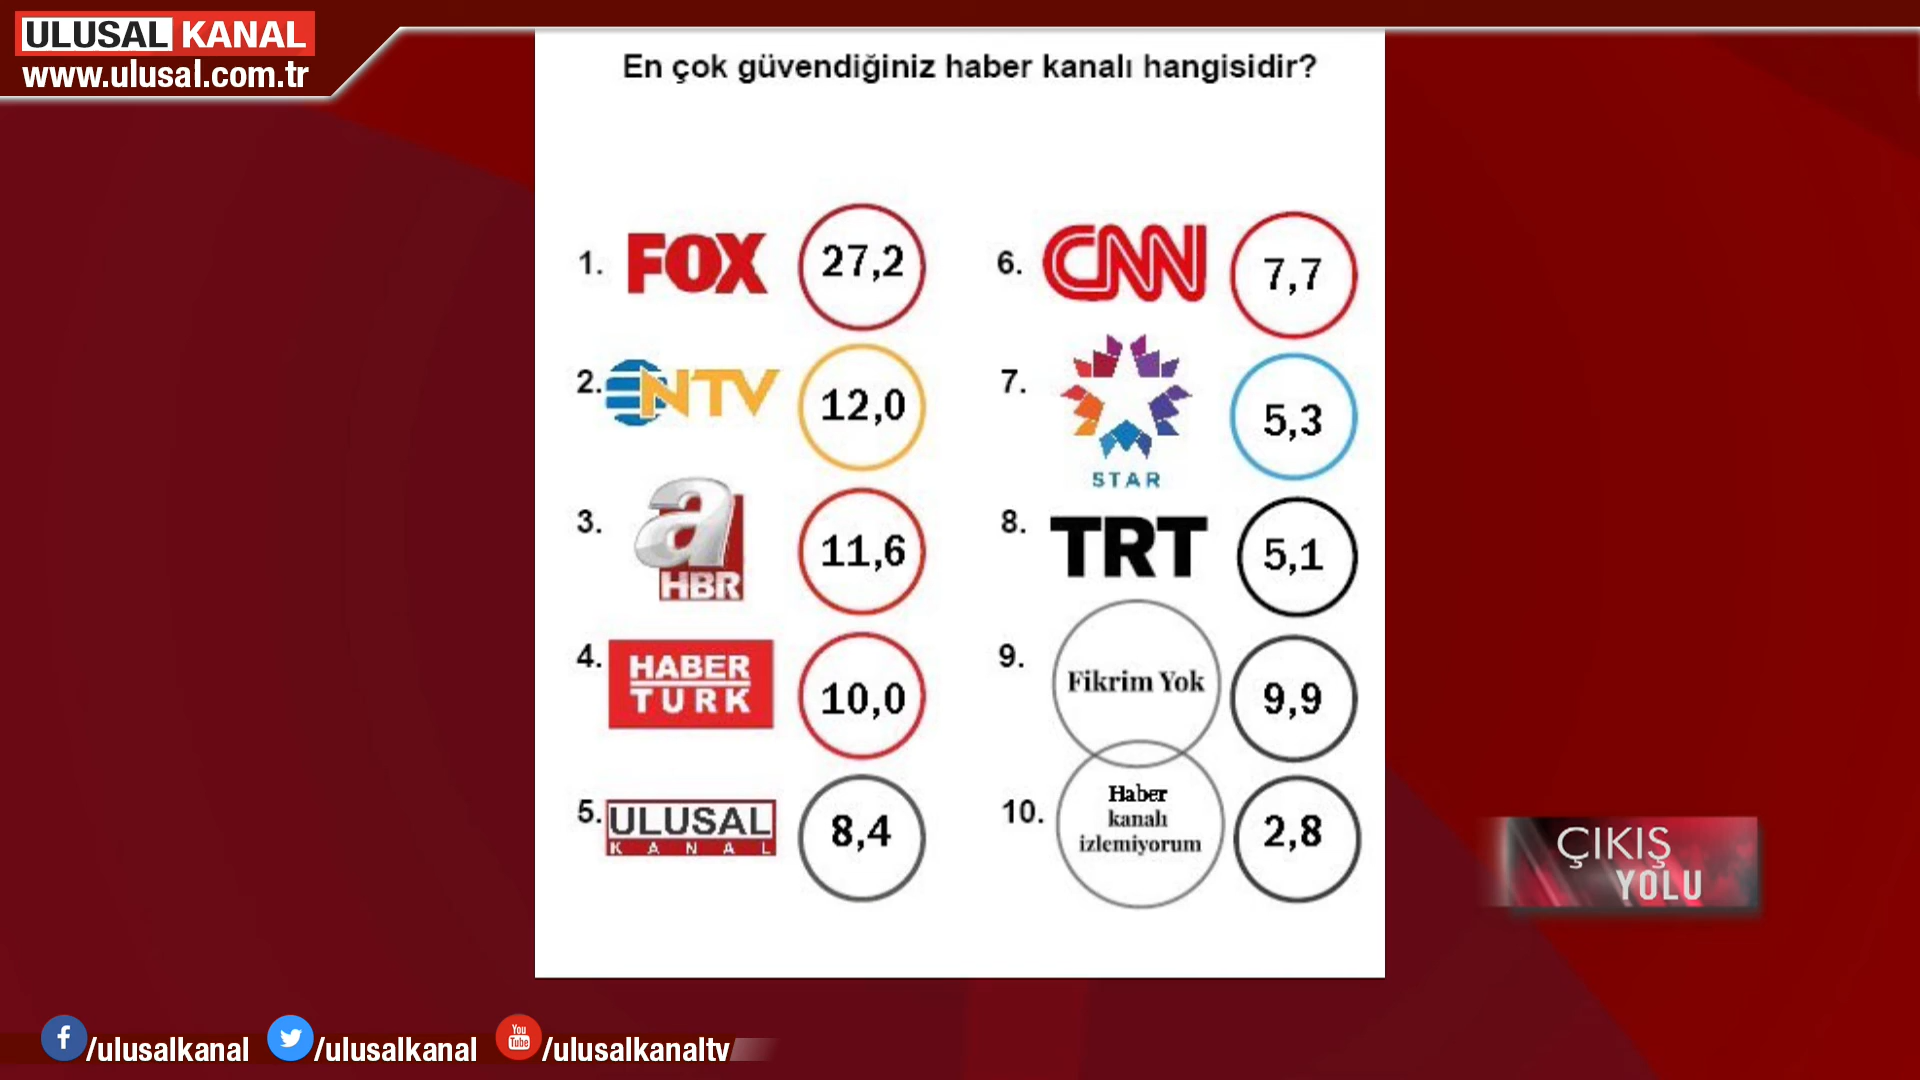 ULUSAL KANAL
www.ulusal.com.tr
En çok güvendiğiniz haber kanalı hangisidir?
1. FOX 27,2
2. NTV 12,0
3. a HBR 11,6
4. HABER TURK 10,0
5. ULUSAL KANAL 8,4
6. CNN 7,7
7. STAR 5,3
8. TRT 5,1
9. Fikrim Yok 9,9
10. Haber kanalı izlemiyorum 2,8
ÇIKIŞ
YOLU
f /ulusalkanal /ulusalkanal You Tube /ulusalkanaltv